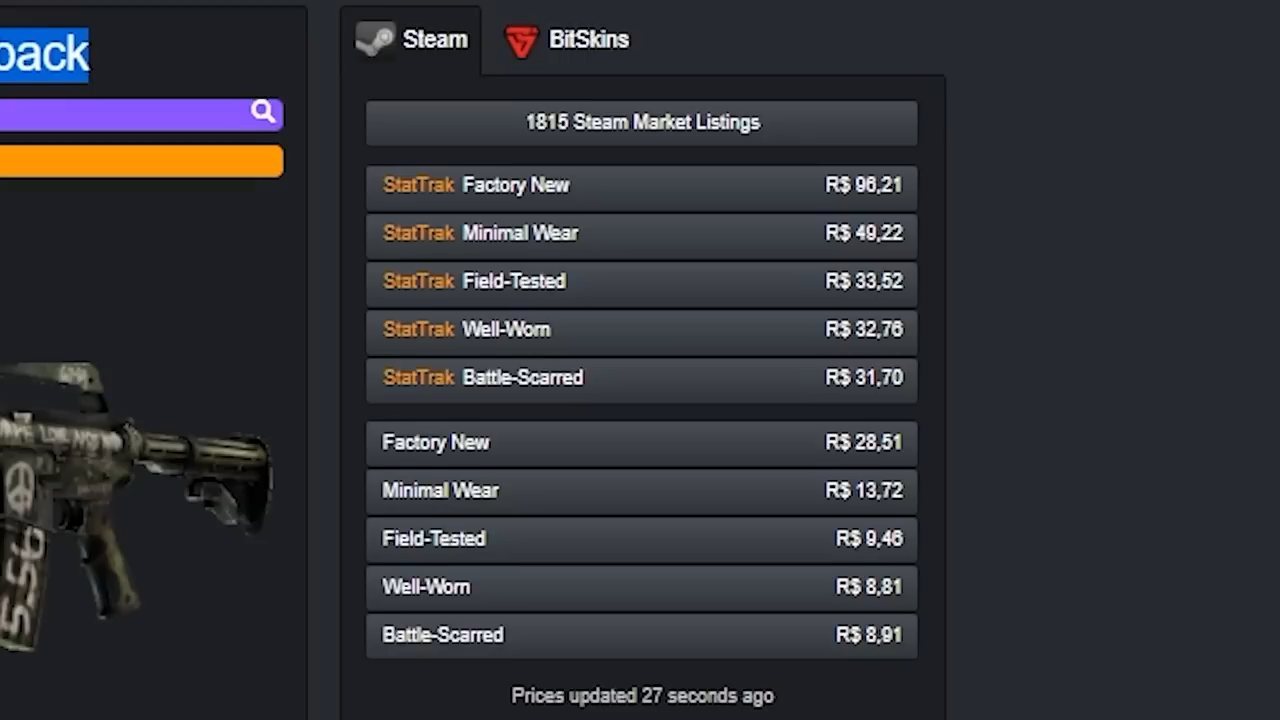 Steam
BitSkins
1815 Steam Market Listings
StatTrak Factory New R$ 96,21
StatTrak Minimal Wear R$ 49,22
StatTrak Field-Tested R$ 33,52
StatTrak Well-Worn R$ 32,76
StatTrak Battle-Scarred R$ 31,70
Factory New R$ 28,51
Minimal Wear R$ 13,72
Field-Tested R$ 9,46
Well-Worn R$ 8,81
Battle-Scarred R$ 8,91
Prices updated 27 seconds ago
5.56